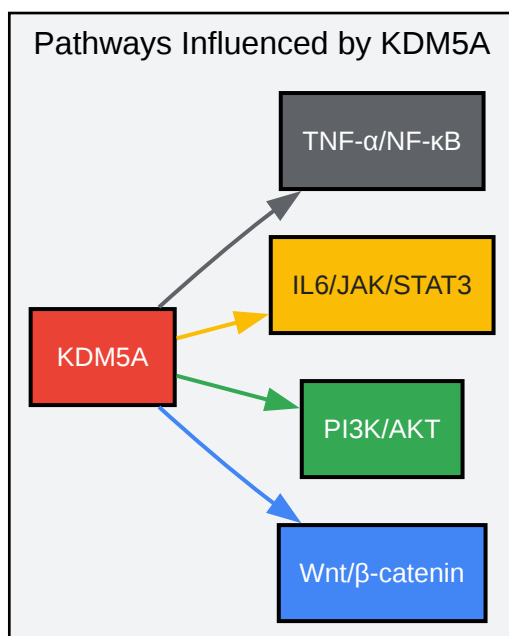 Pathways Influenced by KDM5A
TNF-α/NF-κB
IL6/JAK/STAT3
KDM5A
PI3K/AKT
Wnt/β-catenin